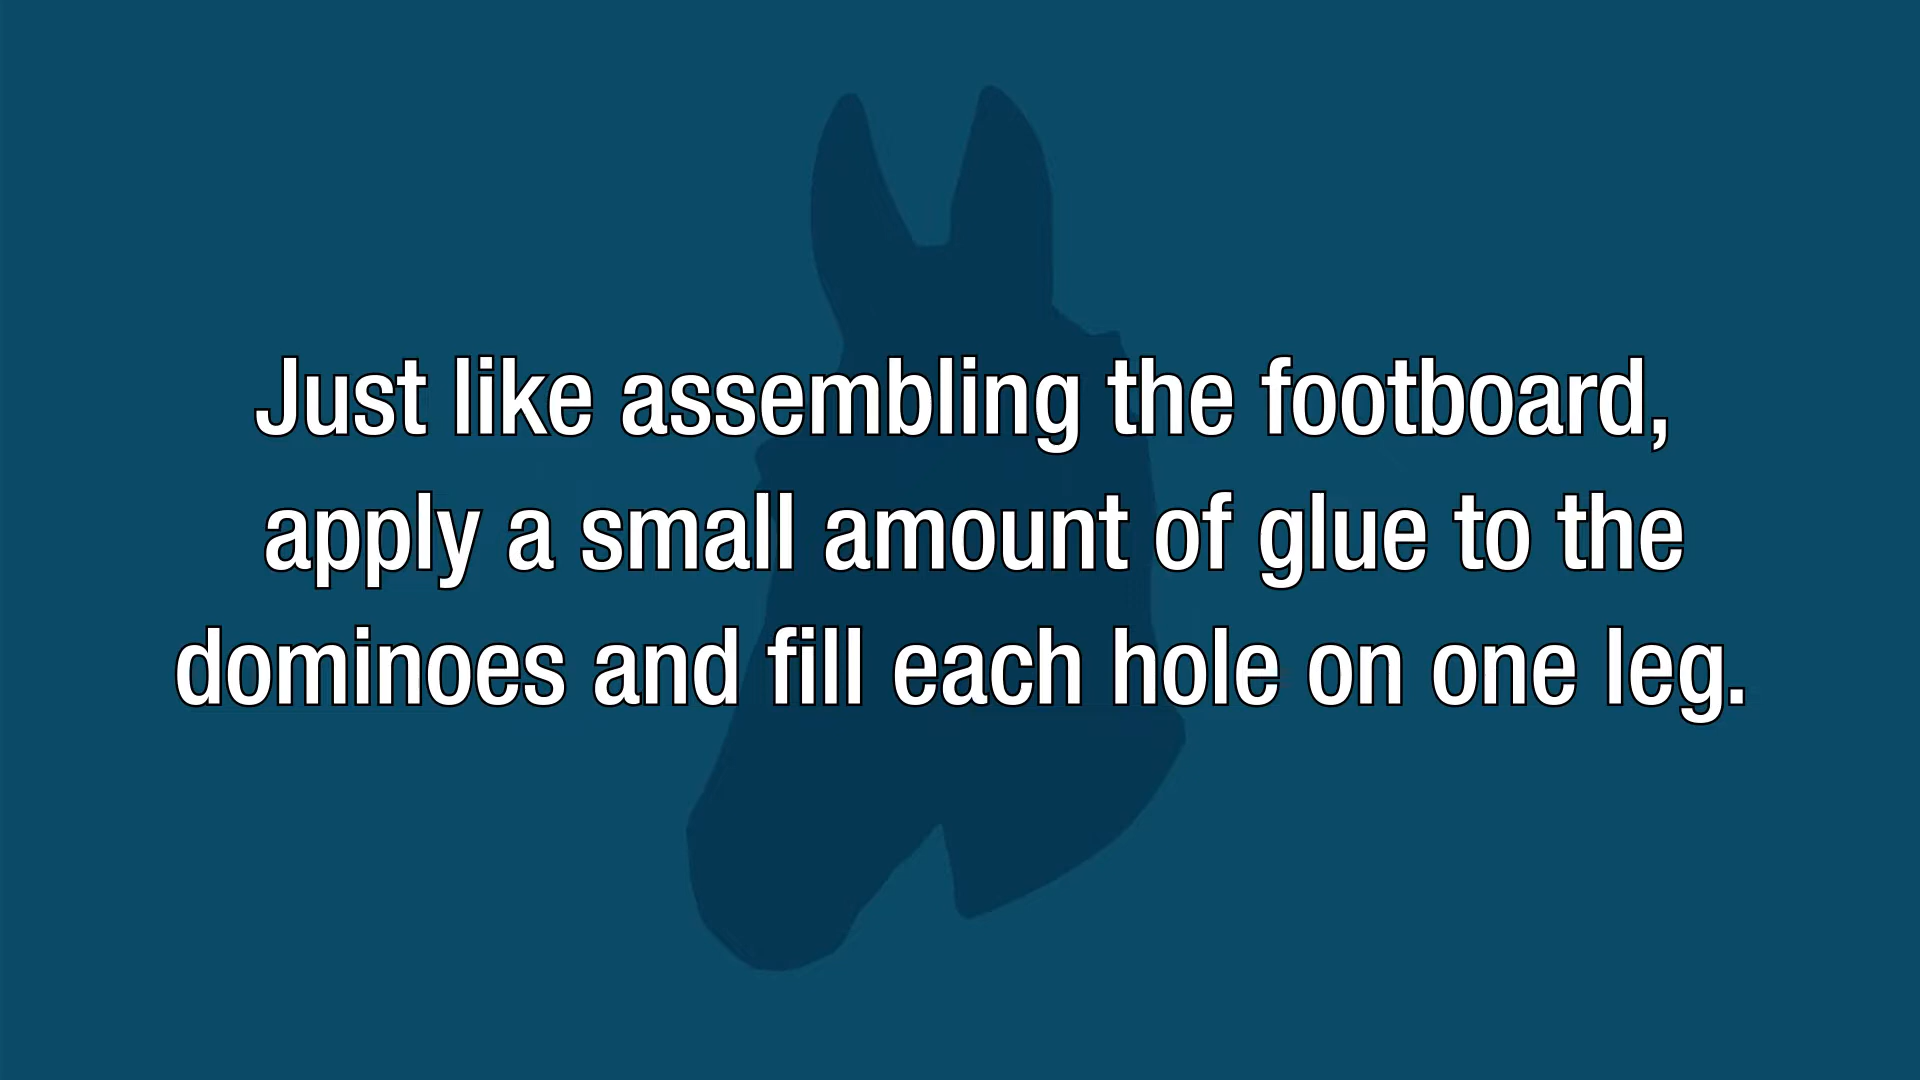 Just like assembling the footboard,
apply a small amount of glue to the
dominoes and fill each hole on one leg.